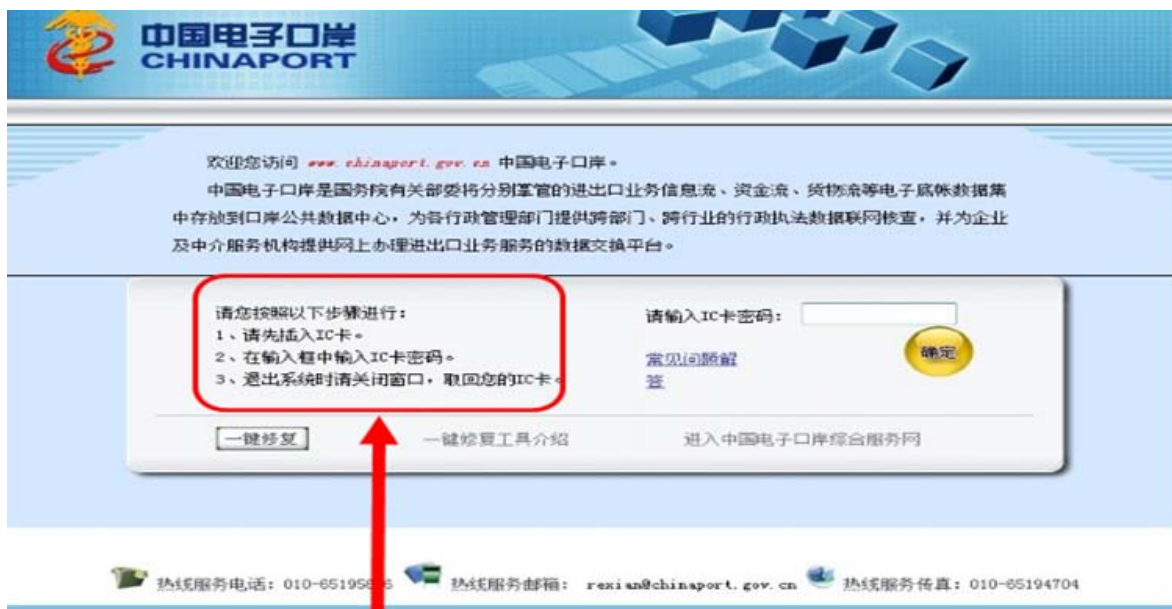 中国电子口岸
CHINAPORT
欢迎您访问 www.chinaport.gov.cn 中国电子口岸。
中国电子口岸是国务院有关部委将分别掌管的进出口业务信息流、资金流、货物流等电子底帐数据集
中存放到口岸公共数据中心，为各行政管理部门提供跨部门、跨行业的行政执法数据联网核查，并为企业
及中介服务机构提供网上办理进出口业务服务的数据交换平台。
请您按照以下步骤进行：
1、请先插入IC卡。
2、在输入框中输入IC卡密码。
3、退出系统时请关闭窗口，取回您的IC卡。
请输入IC卡密码：
确定
常见问题解
答
一键修复
一键修复工具介绍
进入中国电子口岸综合服务网
热线服务电话：
热线服务邮箱： rexian@chinaport.gov.cn
热线服务传真：010-65194704